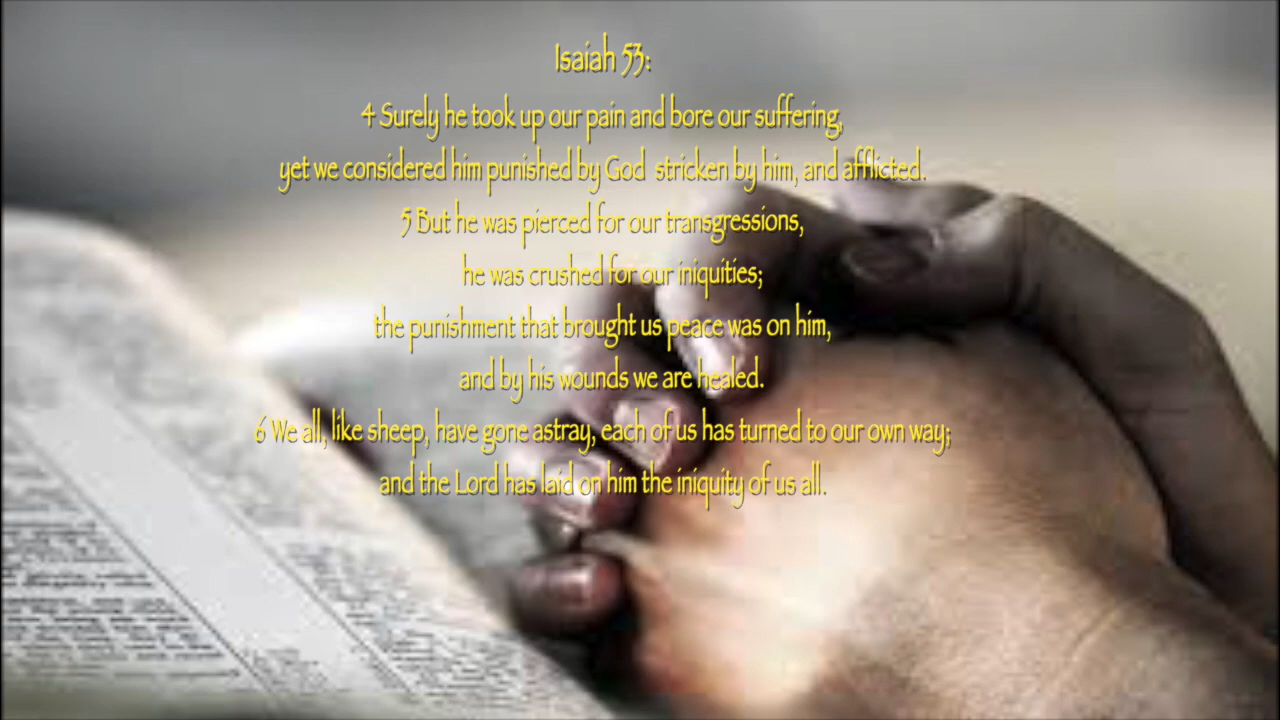 Isaiah 53:
4 Surely he took up our pain and bore our suffering,
yet we considered him punished by God stricken by him, and afflicted.
5 But he was pierced for our transgressions,
he was crushed for our iniquities;
the punishment that brought us peace was on him,
and by his wounds we are healed.
6 We all, like sheep, have gone astray, each of us has turned to our own way;
and the Lord has laid on him the iniquity of us all.